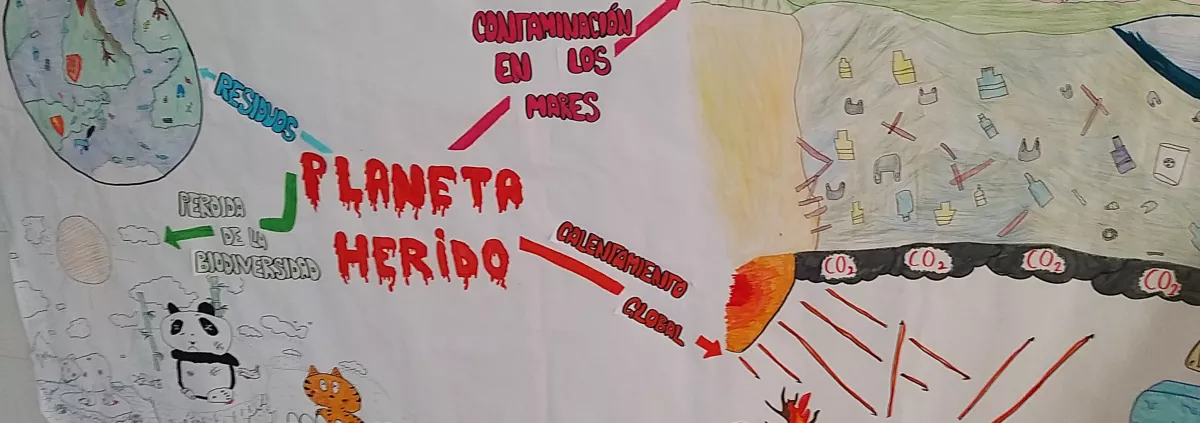 CONTAMINACIÓN
EN LOS
MARES
RESIDUOS
PLANETA
HERIDO
PERDIDA
DE LA
BIODIVERSIDAD
CALENTAMIENTO
GLOBAL
CO₂
CO₂
CO₂
CO₂